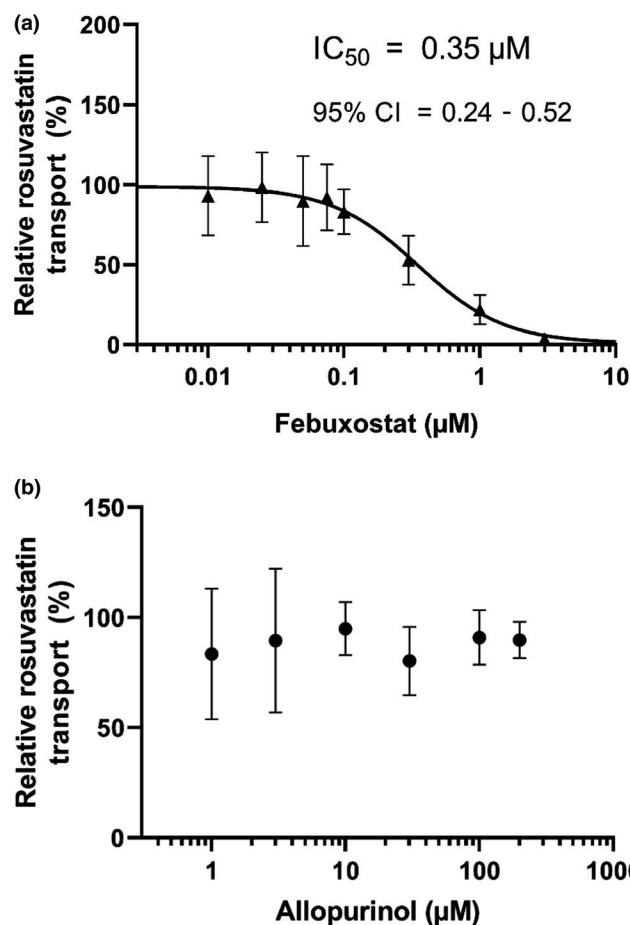 (a)
200
IC50 = 0.35 µM
95% CI = 0.24 - 0.52
150
100
50
0
Relative rosuvastatin
transport (%)
0.01 0.1 1 10
Febuxostat (µM)
(b)
150
100
50
0
Relative rosuvastatin
transport (%)
1 10 100 1000
Allopurinol (µM)